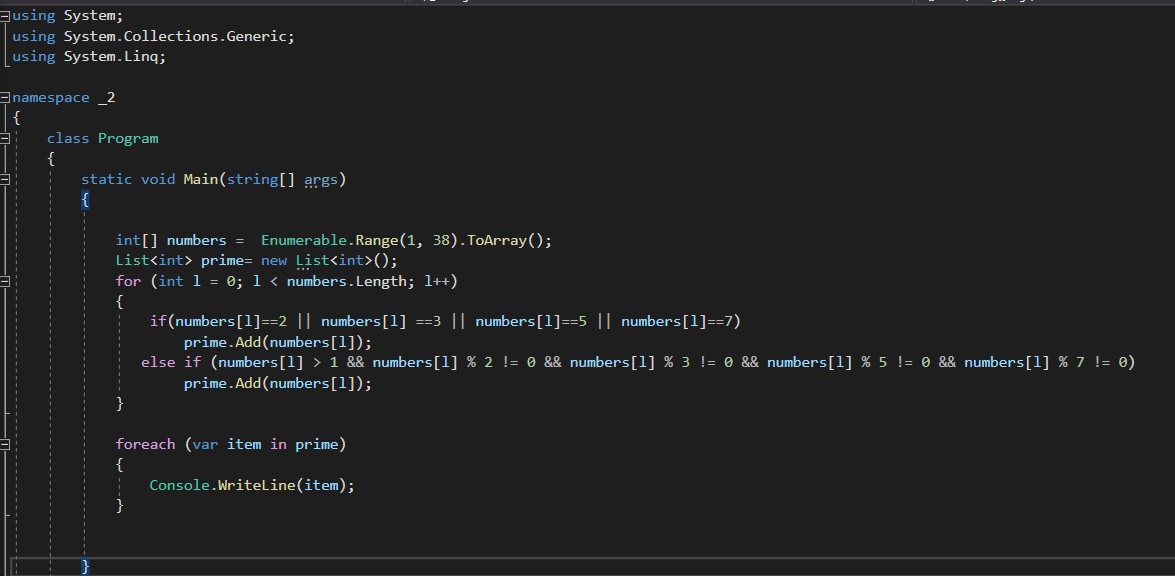 using System;
using System.Collections.Generic;
using System.Linq;
namespace _2
{
class Program
{
static void Main(string[] args)
{
int[] numbers =  Enumerable.Range(1, 38).ToArray();
List<int> prime= new List<int>();
for (int l = 0; l < numbers.Length; l++)
{
if(numbers[l]==2 || numbers[l] ==3 || numbers[l]==5 || numbers[l]==7)
prime.Add(numbers[l]);
else if (numbers[l] > 1 && numbers[l] % 2 != 0 && numbers[l] % 3 != 0 && numbers[l] % 5 != 0 && numbers[l] % 7 != 0)
prime.Add(numbers[l]);
}
foreach (var item in prime)
{
Console.WriteLine(item);
}
}